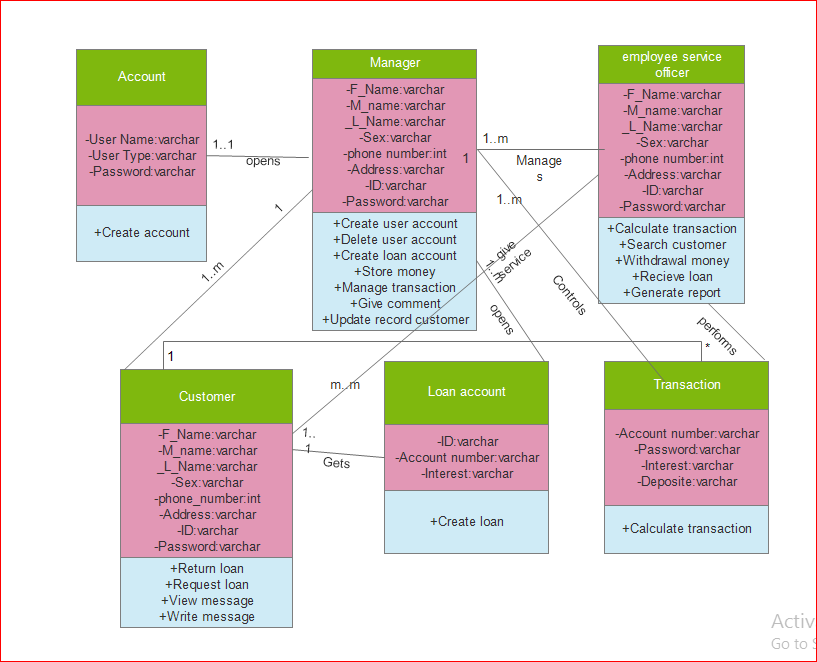 Account
-User Name:varchar
-User Type:varchar
-Password:varchar
+Create account
1..1
opens
Manager
-F_Name:varchar
-M_name:varchar
_L_Name:varchar
-Sex:varchar
-phone number:int
-Address:varchar
-ID:varchar
-Password:varchar
1
+Create user account
+Delete user account
+Create loan account
+Store money
+Manage transaction
+Give comment
+Update record customer
1..m
Manage
s
1..m
employee service
officer
-F_Name:varchar
-M_name:varchar
_L_Name:varchar
-Sex:varchar
-phone number:int
-Address:varchar
-ID:varchar
-Password:varchar
+Calculate transaction
+Search customer
+Withdrawal money
+Recieve loan
+Generate report
1
1..m
give
service
1..m
opens
Controls
performs
1
*
m..m
Customer
-F_Name:varchar
-M_name:varchar
_L_Name:varchar
-Sex:varchar
-phone_number:int
-Address:varchar
-ID:varchar
-Password:varchar
+Return loan
+Request loan
+View message
+Write message
1..
1
Gets
Loan account
-ID:varchar
-Account number:varchar
-Interest:varchar
+Create loan
Transaction
-Account number:varchar
-Password:varchar
-Interest:varchar
-Deposite:varchar
+Calculate transaction
Activ
Go to S